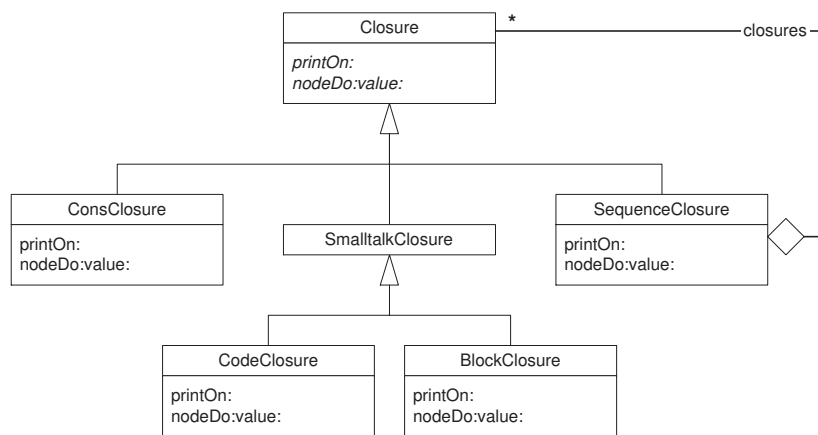 Closure
*
closures
printOn:
nodeDo:value:
ConsClosure
printOn:
nodeDo:value:
SmalltalkClosure
SequenceClosure
printOn:
nodeDo:value:
CodeClosure
printOn:
nodeDo:value:
BlockClosure
printOn:
nodeDo:value: